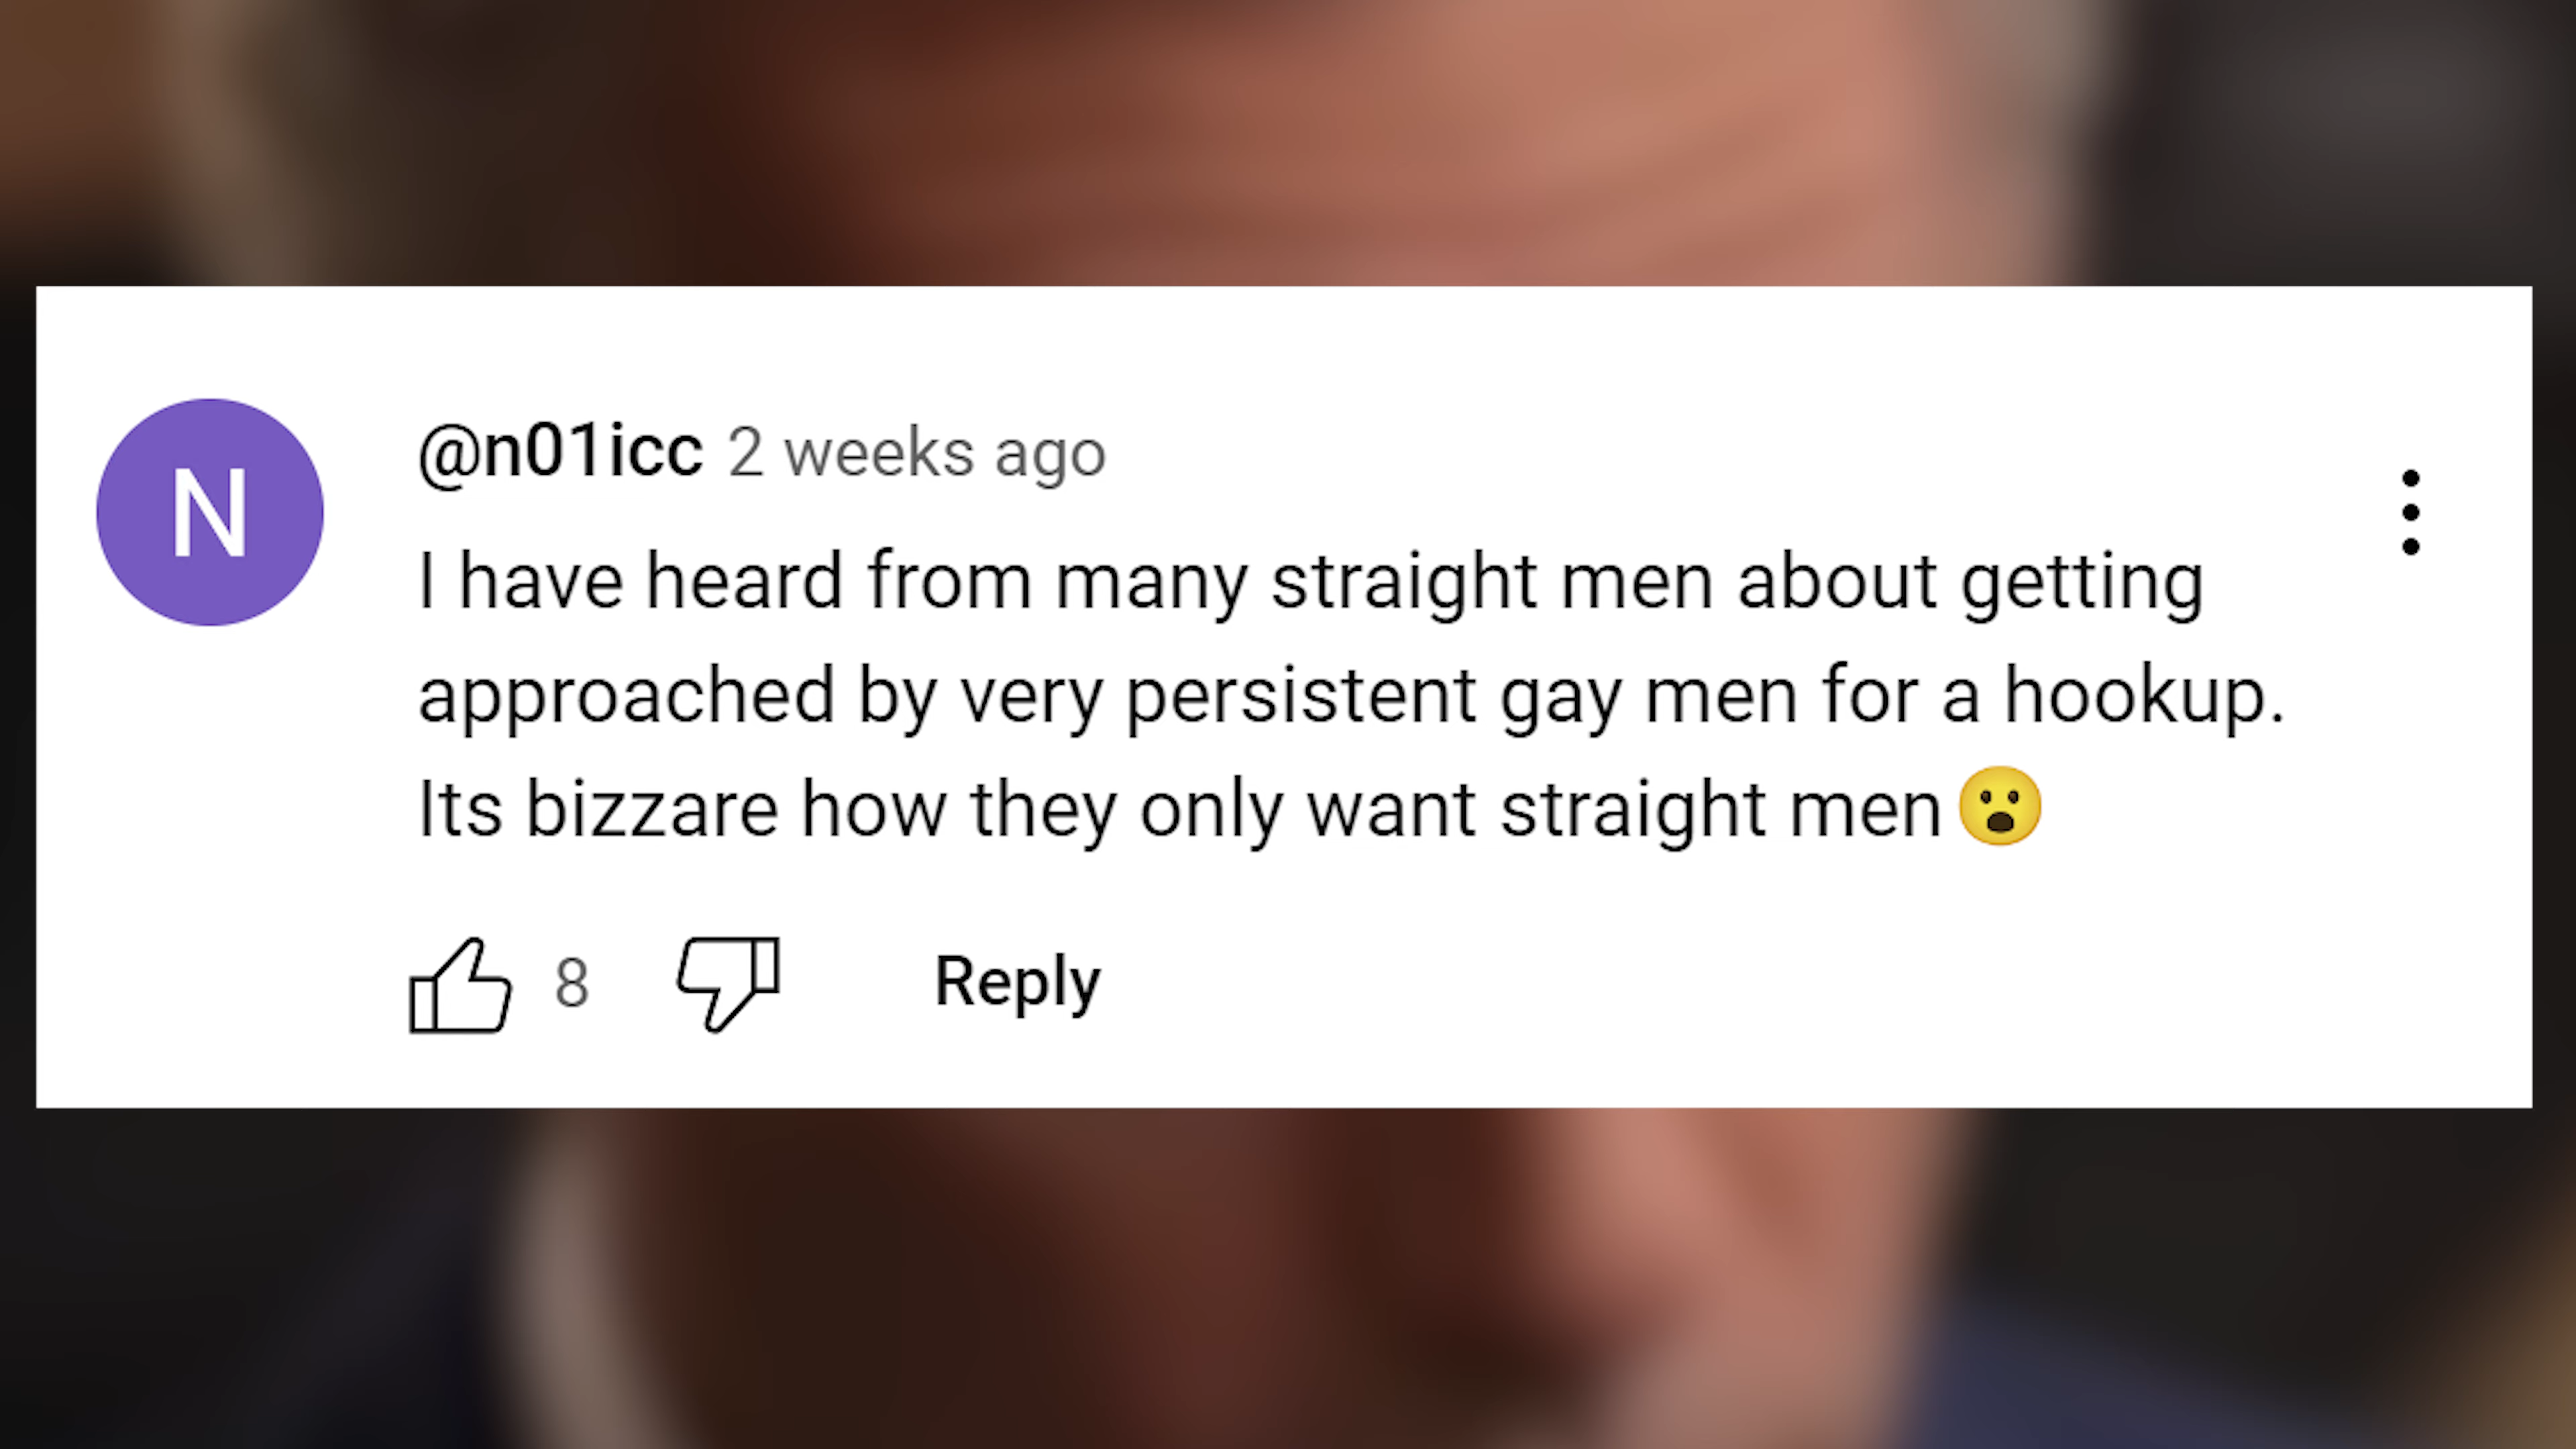 N
@n01icc 2 weeks ago
I have heard from many straight men about getting
approached by very persistent gay men for a hookup.
Its bizzare how they only want straight men😮
8
Reply